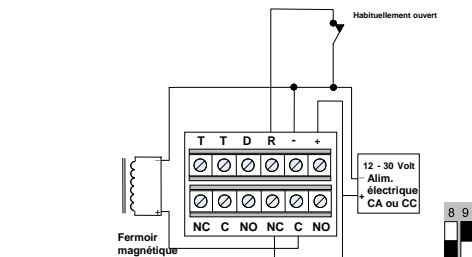 Habituellement ouvert
T T D R - +
12 - 30 Volt
Alim.
électrique
CA ou CC
- +
- +
NC C NO NC C NO
Fermoir
magnétique
8 9